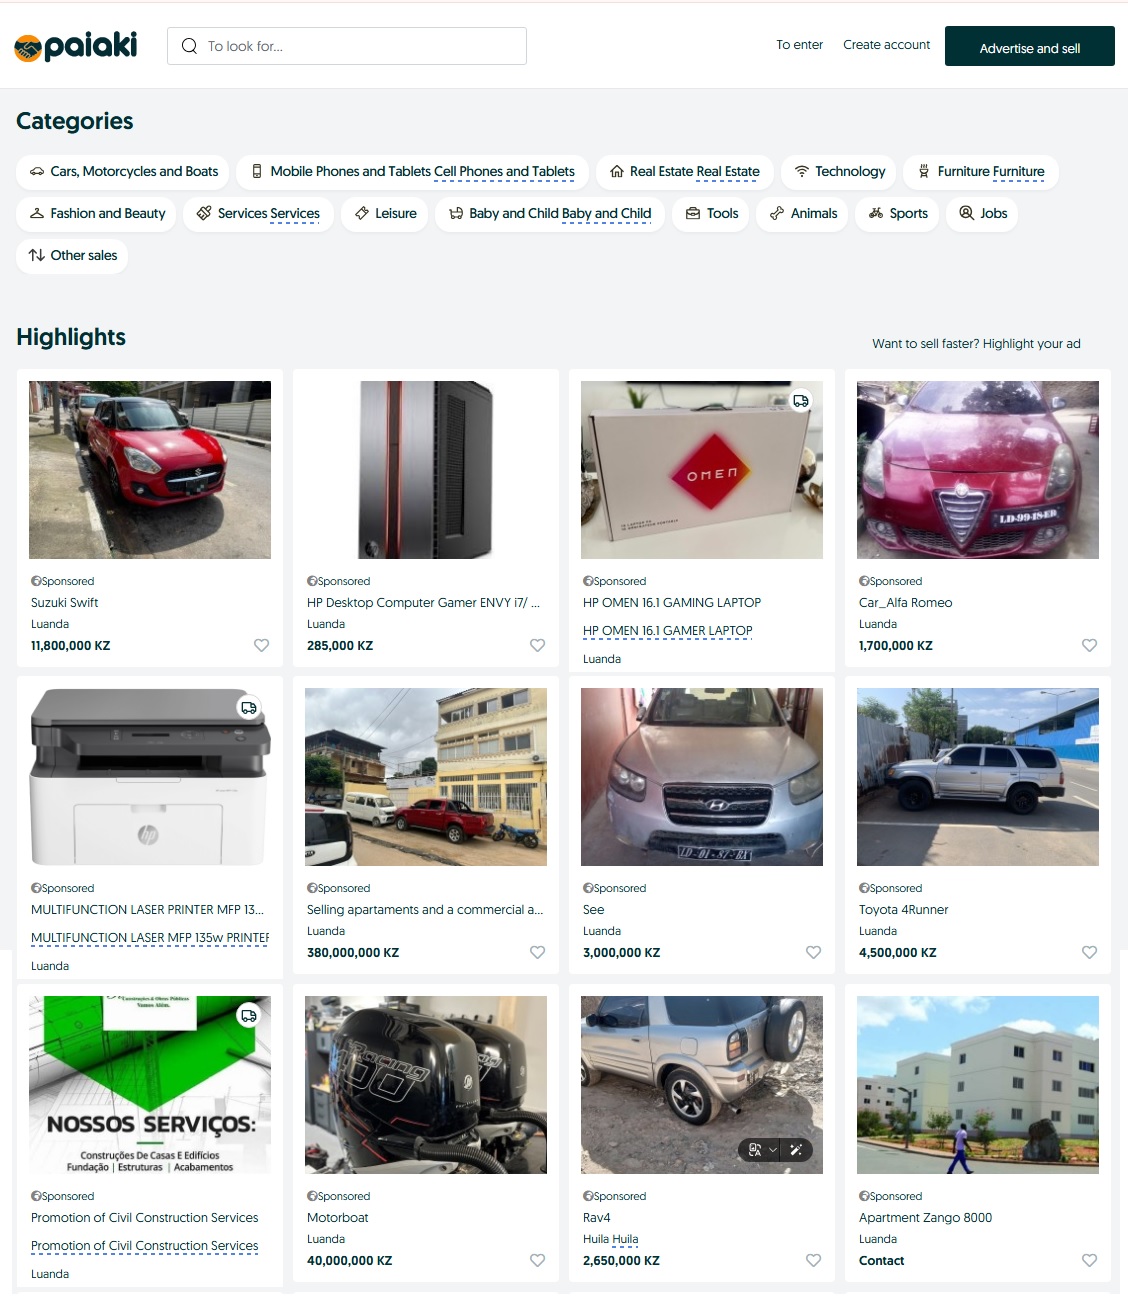 paiaki
To look for...
To enter
Create account
Advertise and sell
Categories
Cars, Motorcycles and Boats
Mobile Phones and Tablets Cell Phones and Tablets
Real Estate Real Estate
Technology
Furniture Furniture
Fashion and Beauty
Services Services
Leisure
Baby and Child Baby and Child
Tools
Animals
Sports
Jobs
Other sales
Highlights
Want to sell faster? Highlight your ad
OMEN
LD-99-18-ED
Sponsored
Suzuki Swift
Luanda
11,800,000 KZ
Sponsored
HP Desktop Computer Gamer ENVY i7/ ...
Luanda
285,000 KZ
Sponsored
HP OMEN 16.1 GAMING LAPTOP
HP OMEN 16.1 GAMER LAPTOP
Luanda
Sponsored
Car_Alfa Romeo
Luanda
1,700,000 KZ
hp
LD-01-87-BA
Sponsored
MULTIFUNCTION LASER PRINTER MFP 13...
MULTIFUNCTION LASER MFP 135w PRINTER
Luanda
Sponsored
Selling apartaments and a commercial a...
Luanda
380,000,000 KZ
Sponsored
See
Luanda
3,000,000 KZ
Sponsored
Toyota 4Runner
Luanda
4,500,000 KZ
Construções & Obras Públicas
Vamos Além.
NOSSOS SERVIÇOS:
Construções De Casas E Edifícios
Fundação | Estruturas | Acabamentos
Racing
Sponsored
Promotion of Civil Construction Services
Promotion of Civil Construction Services
Luanda
Sponsored
Motorboat
Luanda
40,000,000 KZ
Sponsored
Rav4
Huila Huila
2,650,000 KZ
Sponsored
Apartment Zango 8000
Luanda
Contact